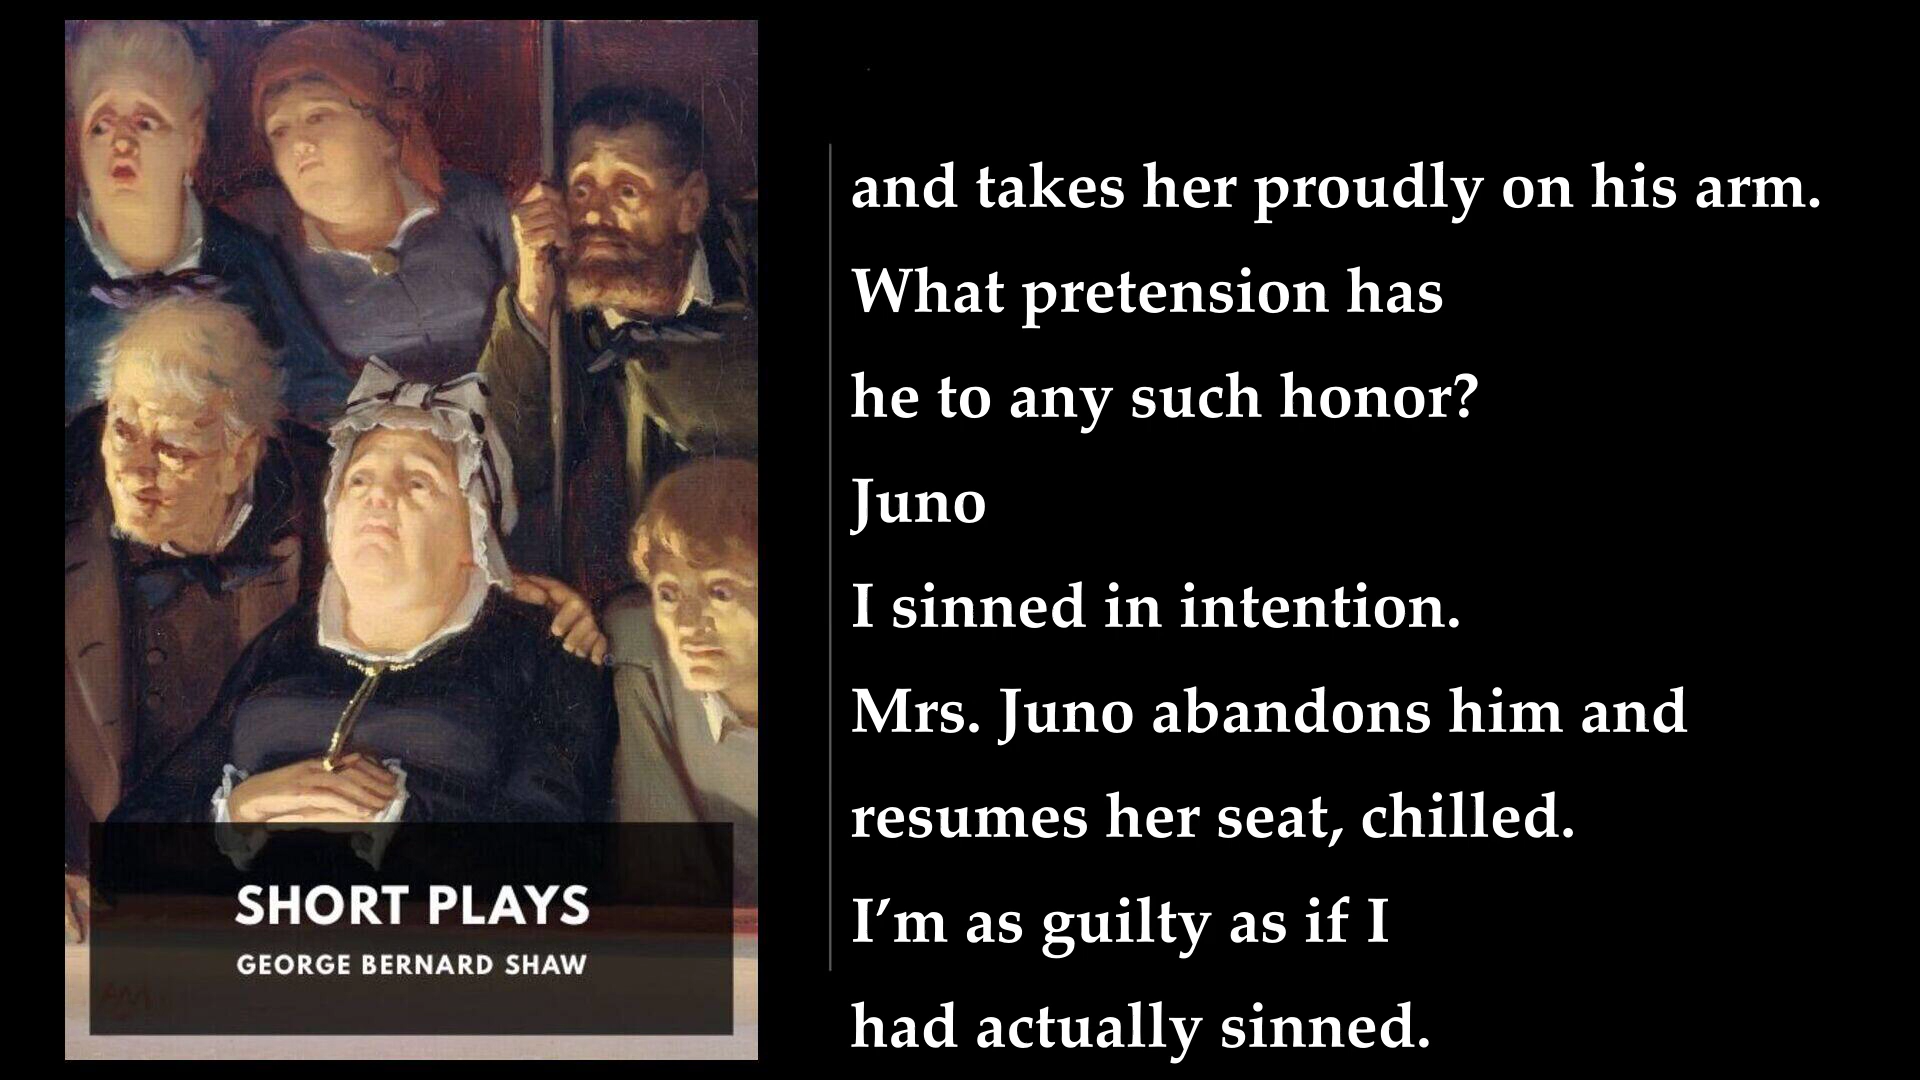 SHORT PLAYS
GEORGE BERNARD SHAW
and takes her proudly on his arm.
What pretension has
he to any such honor?
Juno
I sinned in intention.
Mrs. Juno abandons him and
resumes her seat, chilled.
I’m as guilty as if I
had actually sinned.